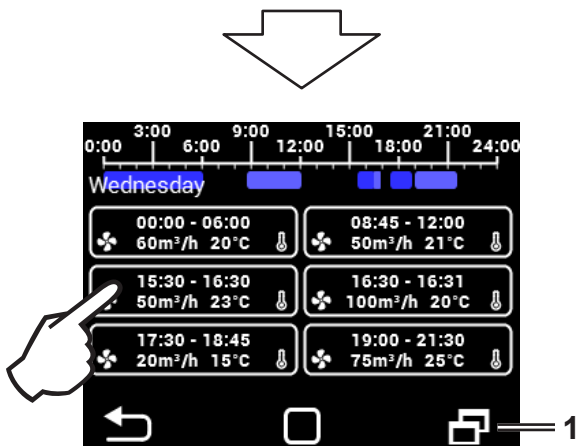 3:00 9:00 15:00 21:00
0:00 6:00 12:00 18:00 24:00
Wednesday
00:00 - 06:00
60m³/h 20°C
08:45 - 12:00
50m³/h 21°C
15:30 - 16:30
50m³/h 23°C
16:30 - 16:31
100m³/h 20°C
17:30 - 18:45
20m³/h 15°C
19:00 - 21:30
75m³/h 25°C
1